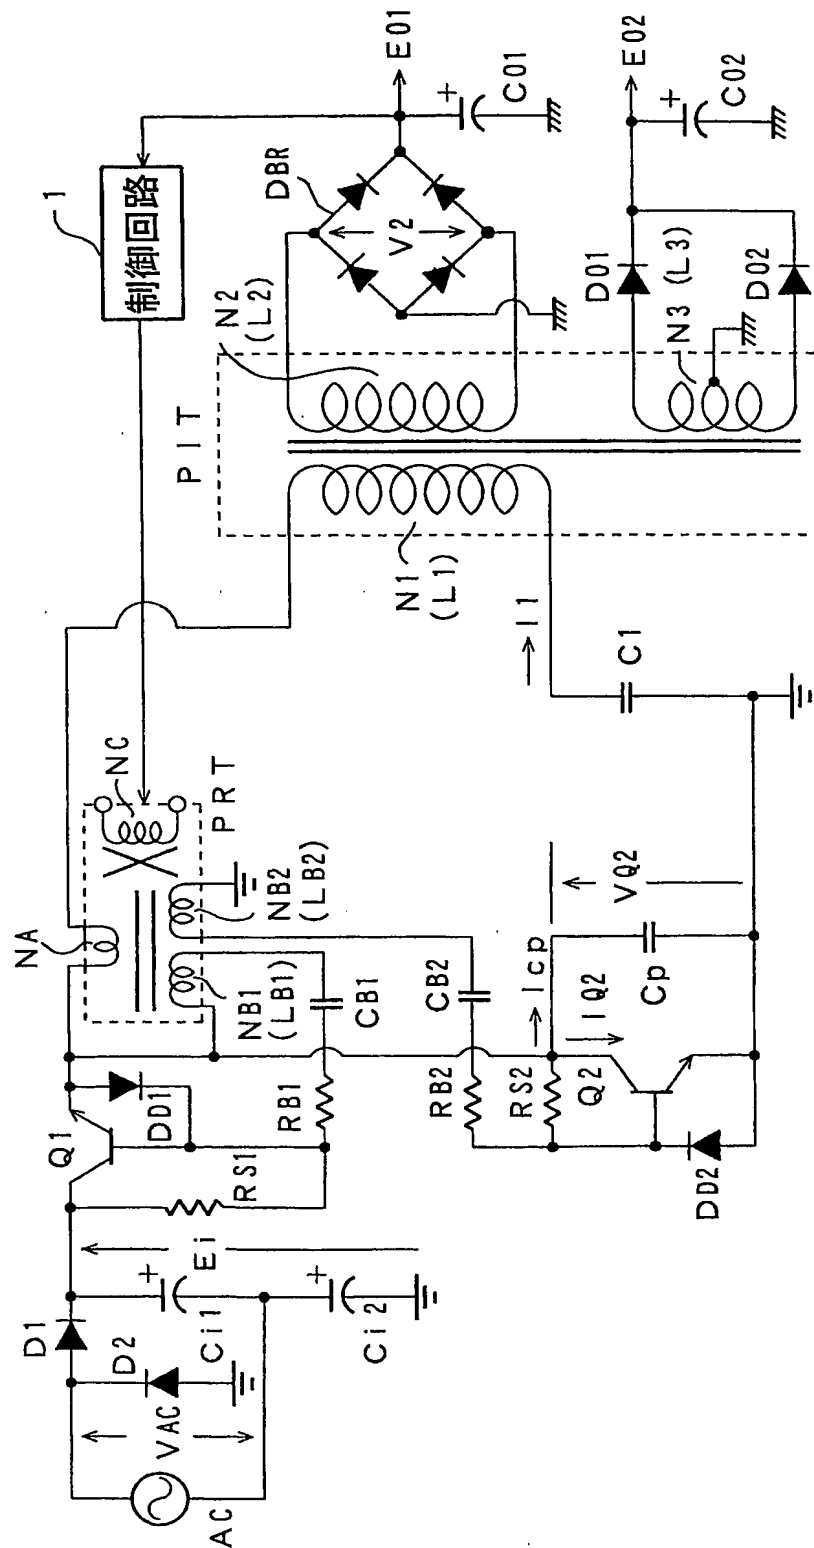 AC
VAC
D1
D2
Ci1
+
Ci2
+
Ei
Q1
RS1
DD1
RB1
CB1
NA
NB1
(LB1)
NB2
(LB2)
NC
PRT
RB2
CB2
RS2
Q2
DD2
Icp
IQ2
Cp
VQ2
C1
I1
N1
(L1)
PIT
N2
(L2)
N3 (L3)
V2
DBR
制御回路
1
C01
+
E01
D01
D02
C02
+
E02